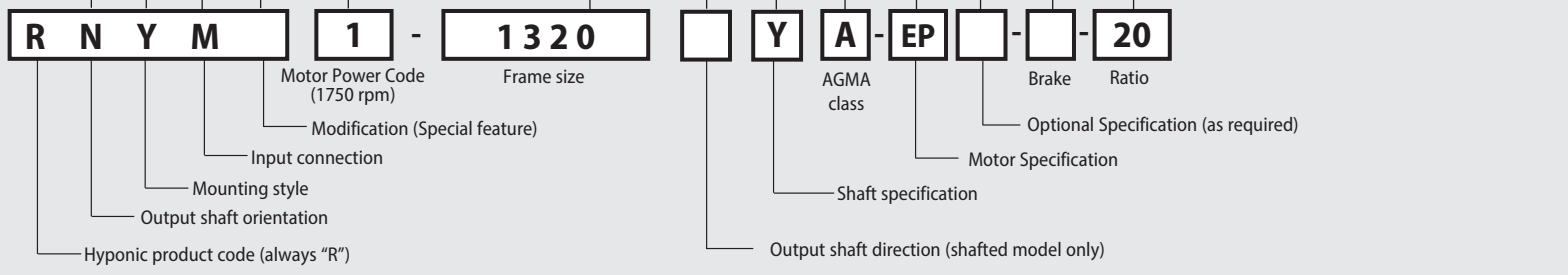 R N Y M 1 - 1320 Y A - EP - - 20
Motor Power Code
(1750 rpm)
Frame size
AGMA
class
Brake
Ratio
Modification (Special feature)
Optional Specification (as required)
Input connection
Motor Specification
Mounting style
Shaft specification
Output shaft orientation
Output shaft direction (shafted model only)
Hyponic product code (always “R”)